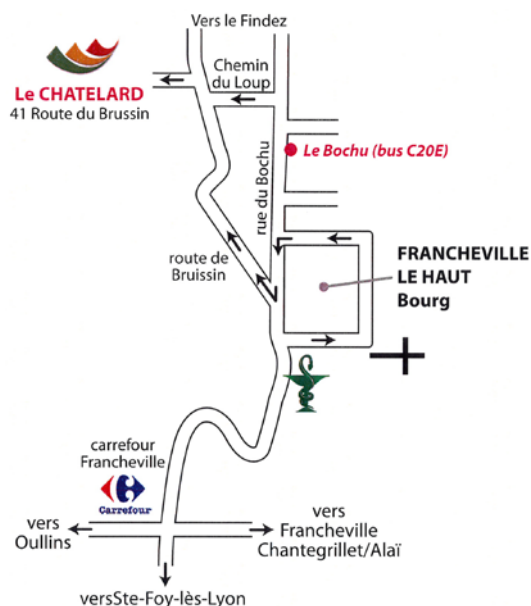 Vers le Findez
Chemin
du Loup
Le CHATELARD
41 Route du Brussin
Le Bochu (bus C20E)
rue du Bochu
route de
Bruissin
FRANCHEVILLE
LE HAUT
Bourg
carrefour
Francheville
Carrefour
vers
Oullins
vers
Francheville
Chantegrillet/Alaï
versSte-Foy-lès-Lyon